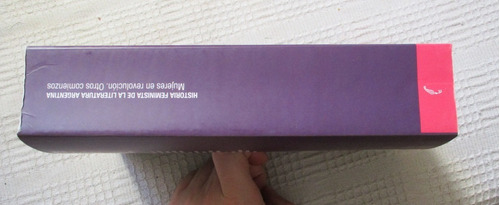 HISTORIA FEMINISTA DE LA LITERATURA ARGENTINA
Mujeres en revolución. Otros comienzos